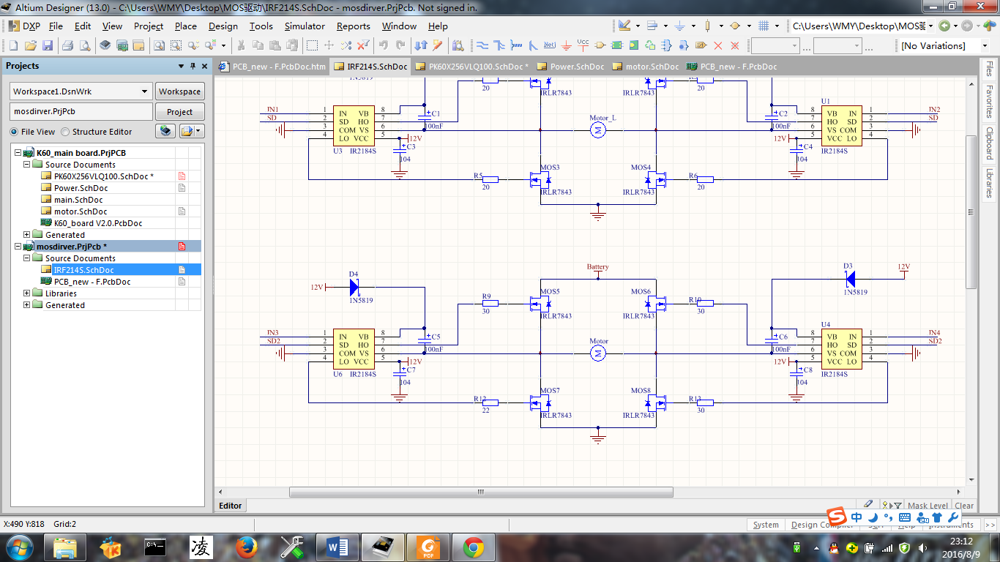 Altium Designer (13.0) - C:\Users\WMY\Desktop\MOS驱动\IRF214S.SchDoc - mosdirver.PrjPcb. Not signed in.
DXP File Edit View Project Place Design Tools Simulator Reports Window Help C:\Users\WMY\Desktop\MOS驱
Net Vcc [No Variations]
Projects
PCB_new - F.PcbDoc.htm IRF214S.SchDoc PK60X256VLQ100.SchDoc * Power.SchDoc motor.SchDoc PCB_new - F.PcbDoc
Workspace1.DsnWrk Workspace
mosdirver.PrjPcb Project
File View Structure Editor
K60_main board.PrjPCB
Source Documents
PK60X256VLQ100.SchDoc *
Power.SchDoc
main.SchDoc
motor.SchDoc
K60_board V2.0.PcbDoc
Generated
mosdirver.PrjPcb *
Source Documents
IRF214S.SchDoc
PCB_new - F.PcbDoc
Libraries
Generated
Files
Favorites
Clipboard
Libraries
1N5819
20 IRLR7843 IRLR7843 20
IN1 1 IN VB 8 C1 Motor_L C2 U1 8 VB IN 1 IN2
SD 2 SD HO 7 M 7 HO SD 2 SD
3 COM VS 6 100nF 100nF 6 VS COM 3
4 LO VCC 5 12V 12V 5 VCC LO 4
U3 IR2184S C3 C4 IR2184S
104 104
R5 MOS3 MOS4 R6
20 IRLR7843 IRLR7843 20
Battery
D4 D3 12V
12V 1N5819 1N5819
R9 MOS5 MOS6 R10
30 IRLR7843 IRLR7843 30
IN3 1 IN VB 8 C5 Motor C6 U4 8 VB IN 1 IN4
SD2 2 SD HO 7 M 7 HO SD 2 SD2
3 COM VS 6 100nF 100nF 6 VS COM 3
4 LO VCC 5 12V 12V 5 VCC LO 4
U6 IR2184S C7 C8 IR2184S
104 104
R12 MOS7 MOS8 R13
22 IRLR7843 IRLR7843 30
Editor Mask Level Clear
X:490 Y:818 Grid:2 System Design Compiler SCH Help Instruments >>
中
凌 PDF
23:12
2016/8/9